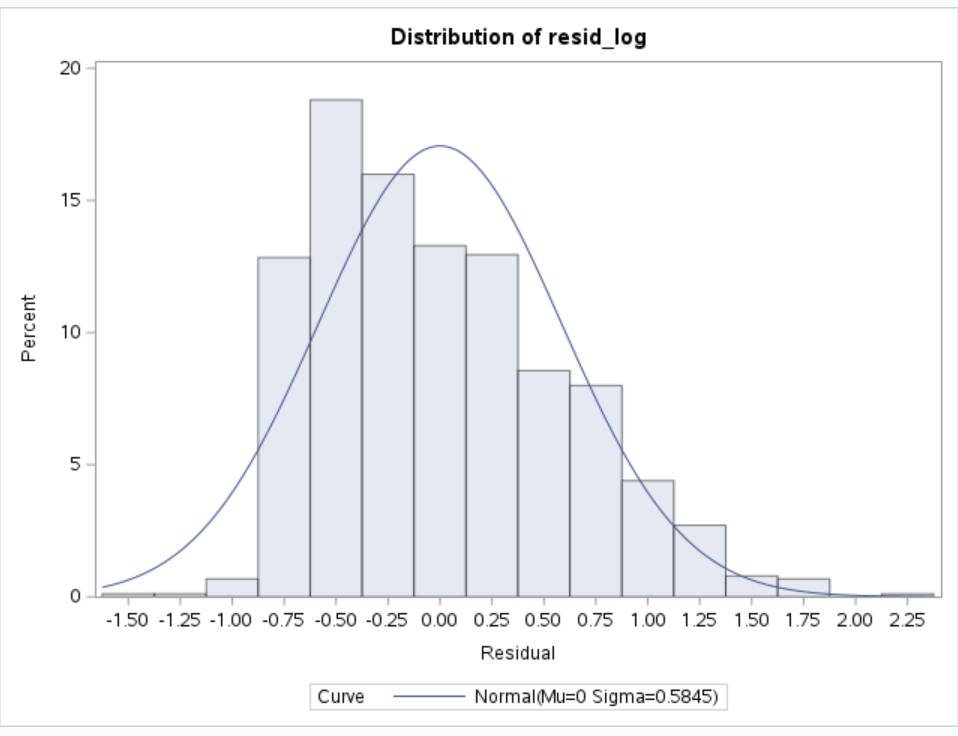 Distribution of resid_log
20
15
10
5
0
Percent
-1.50 -1.25 -1.00 -0.75 -0.50 -0.25 0.00 0.25 0.50 0.75 1.00 1.25 1.50 1.75 2.00 2.25
Residual
Curve Normal(Mu=0 Sigma=0.5845)